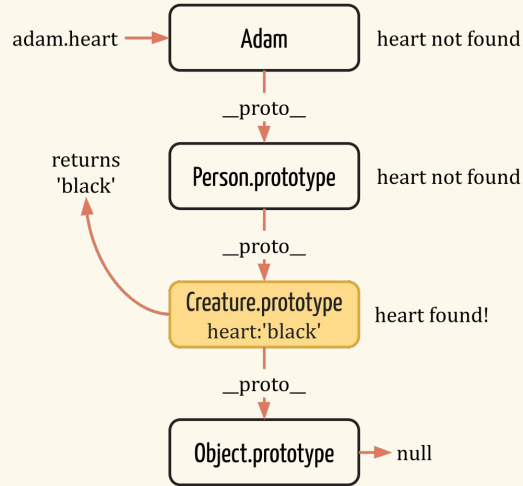 adam.heart
Adam
heart not found
__proto__
returns
'black'
Person.prototype
heart not found
__proto__
Creature.prototype
heart:'black'
heart found!
__proto__
Object.prototype
null